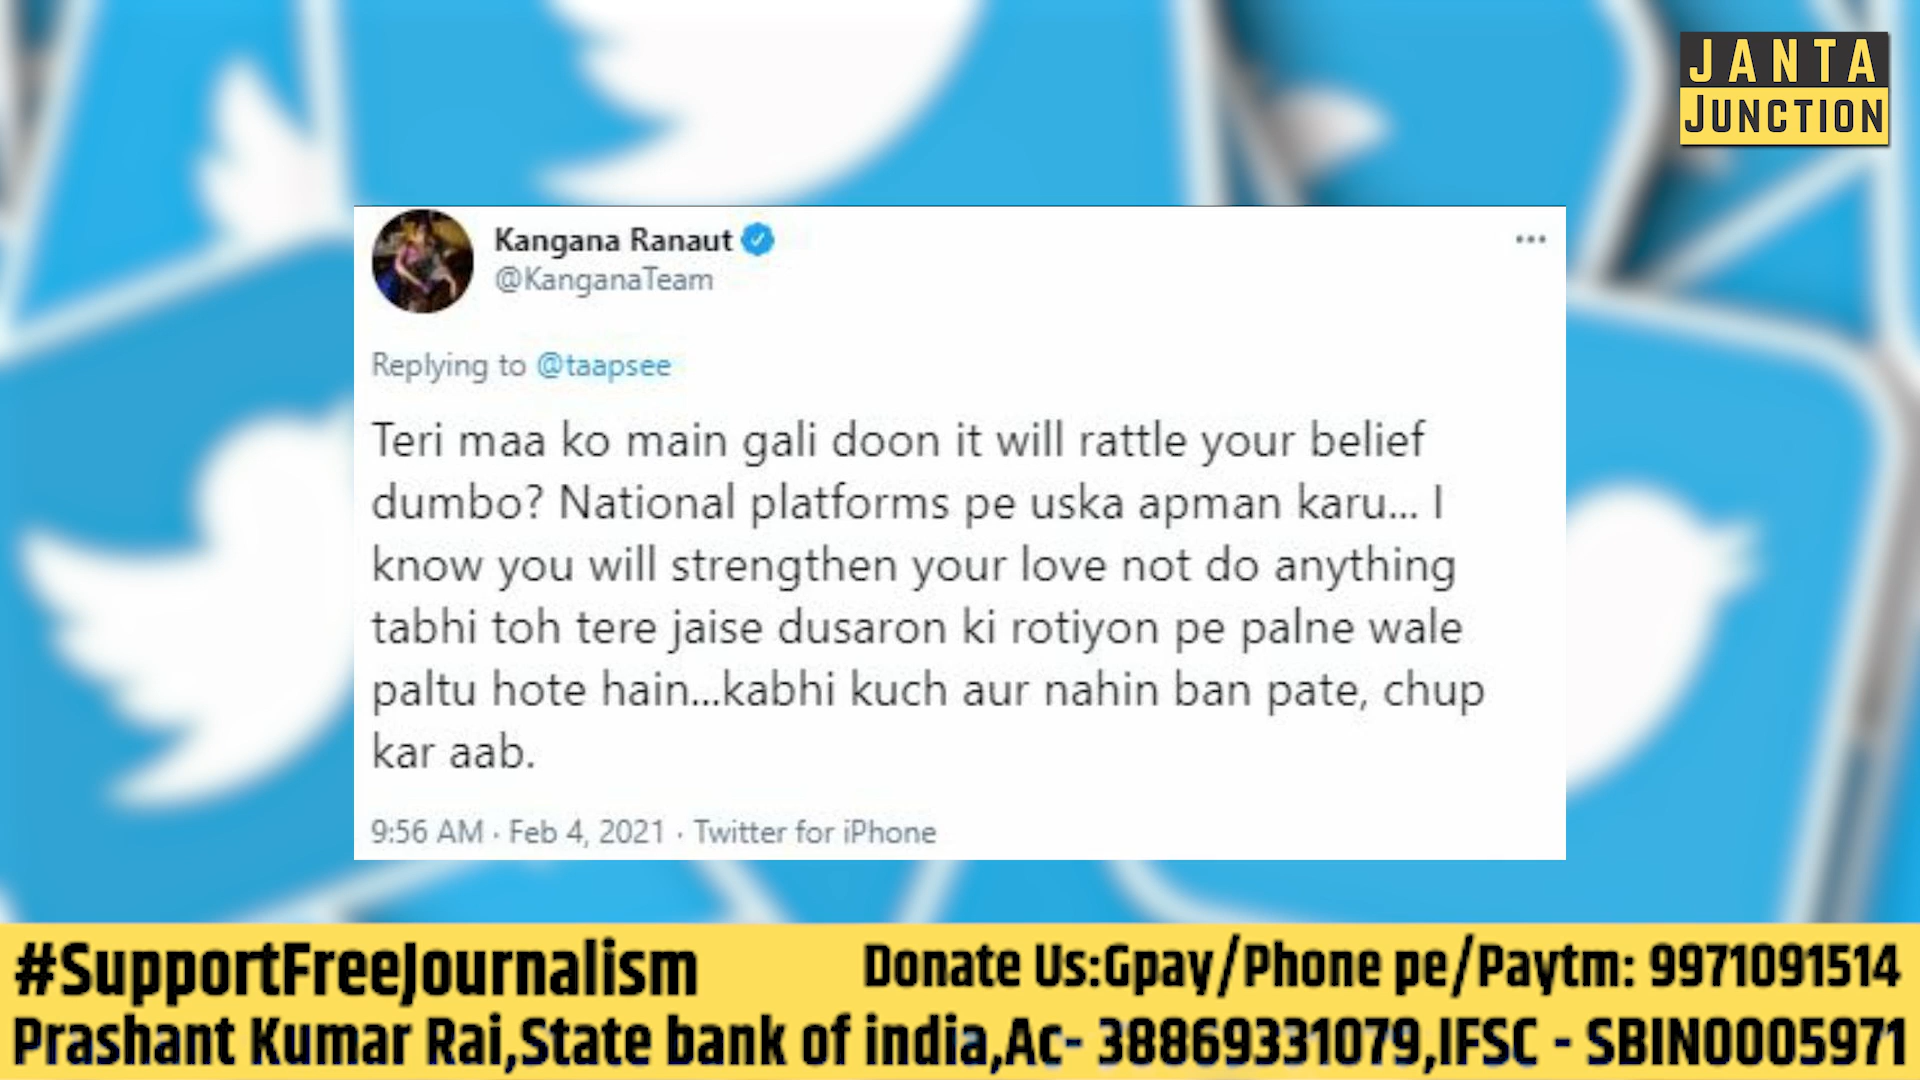 JANTA
JUNCTION
Kangana Ranaut
@KanganaTeam
Replying to @taapsee
Teri maa ko main gali doon it will rattle your belief
dumbo? National platforms pe uska apman karu... I
know you will strengthen your love not do anything
tabhi toh tere jaise dusaron ki rotiyon pe palne wale
paltu hote hain...kabhi kuch aur nahin ban pate, chup
kar aab.
9:56 AM · Feb 4, 2021 · Twitter for iPhone
#SupportFreeJournalism Donate Us:Gpay/Phone pe/Paytm: 9971091514
Prashant Kumar Rai,State bank of india,Ac- 38869331079,IFSC - SBIN0005971